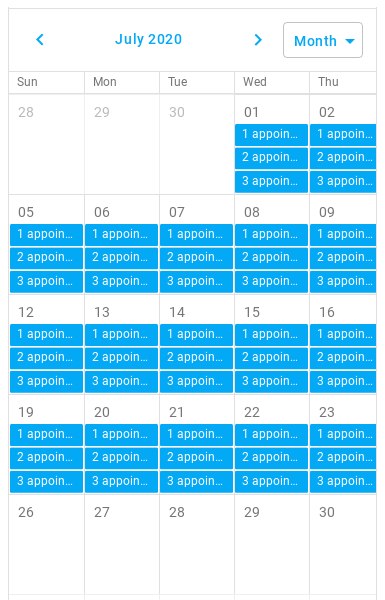 July 2020 Month
Sun Mon Tue Wed Thu
28 29 30 01 02
1 appoin... 1 appoin...
2 appoin... 2 appoin...
3 appoin... 3 appoin...
05 06 07 08 09
1 appoin... 1 appoin... 1 appoin... 1 appoin... 1 appoin...
2 appoin... 2 appoin... 2 appoin... 2 appoin... 2 appoin...
3 appoin... 3 appoin... 3 appoin... 3 appoin... 3 appoin...
12 13 14 15 16
1 appoin... 1 appoin... 1 appoin... 1 appoin... 1 appoin...
2 appoin... 2 appoin... 2 appoin... 2 appoin... 2 appoin...
3 appoin... 3 appoin... 3 appoin... 3 appoin... 3 appoin...
19 20 21 22 23
1 appoin... 1 appoin... 1 appoin... 1 appoin... 1 appoin...
2 appoin... 2 appoin... 2 appoin... 2 appoin... 2 appoin...
3 appoin... 3 appoin... 3 appoin... 3 appoin... 3 appoin...
26 27 28 29 30